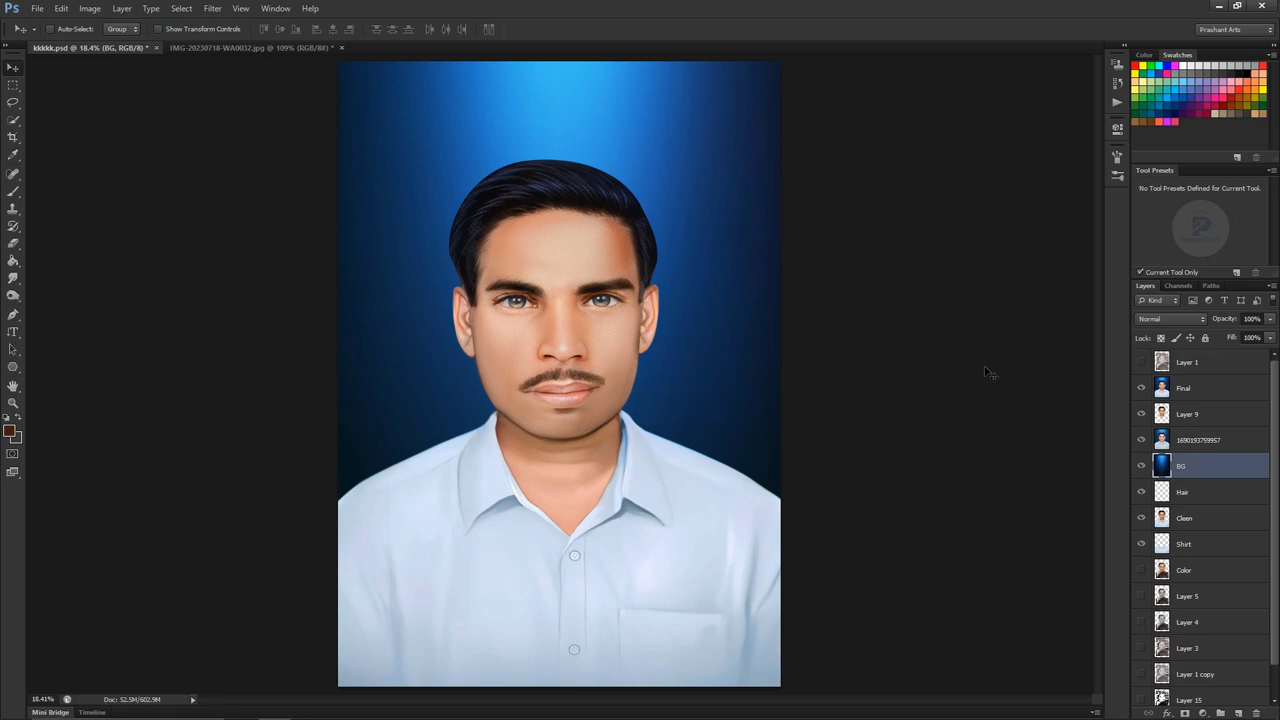 Ps File Edit Image Layer Type Select Filter View Window Help
Auto-Select: Group Show Transform Controls Prashant Arts
kkkkk.psd @ 18.4% (BG, RGB/8) * × IMG-20230718-WA0032.jpg @ 109% (RGB/8#) * ×
Color Swatches
Tool Presets
No Tool Presets Defined for Current Tool.
Current Tool Only
Layers Channels Paths
Kind
Normal Opacity: 100%
Lock: Fill: 100%
Layer 1
Final
Layer 9
1690193759957
BG
Hair
Cleen
Shirt
Color
Layer 5
Layer 4
Layer 3
Layer 1 copy
Layer 15
18.41% Doc: 52.5M/602.9M
Mini Bridge Timeline